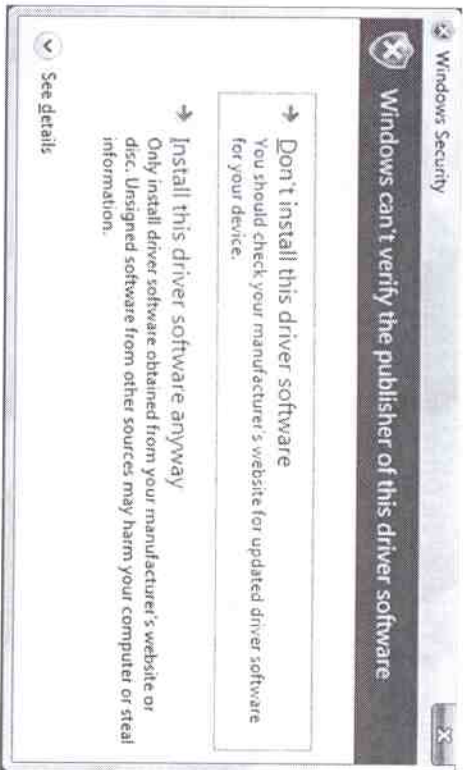 Windows Security
Windows can't verify the publisher of this driver software
Don't install this driver software
You should check your manufacturer's website for updated driver software
for your device.
Install this driver software anyway
Only install driver software obtained from your manufacturer's website or
disc. Unsigned software from other sources may harm your computer or steal
information.
See details